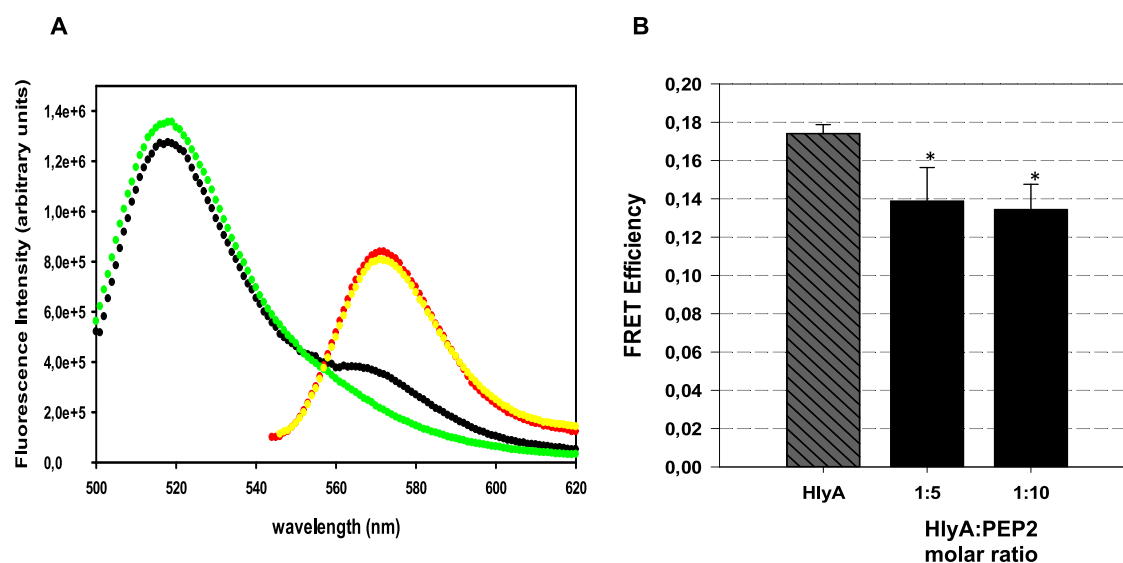 A
Fluorescence Intensity (arbitrary units)
1,4e+6
1,2e+6
1,0e+6
8,0e+5
6,0e+5
4,0e+5
2,0e+5
0,0
500
520
540
560
580
600
620
wavelength (nm)
B
FRET Efficiency
0,20
0,18
0,16
0,14
0,12
0,10
0,08
0,06
0,04
0,02
0,00
*
*
HlyA
1:5
1:10
HlyA:PEP2
molar ratio